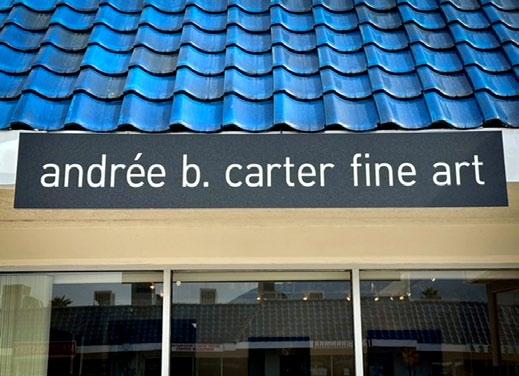 andrée b. carter fine art